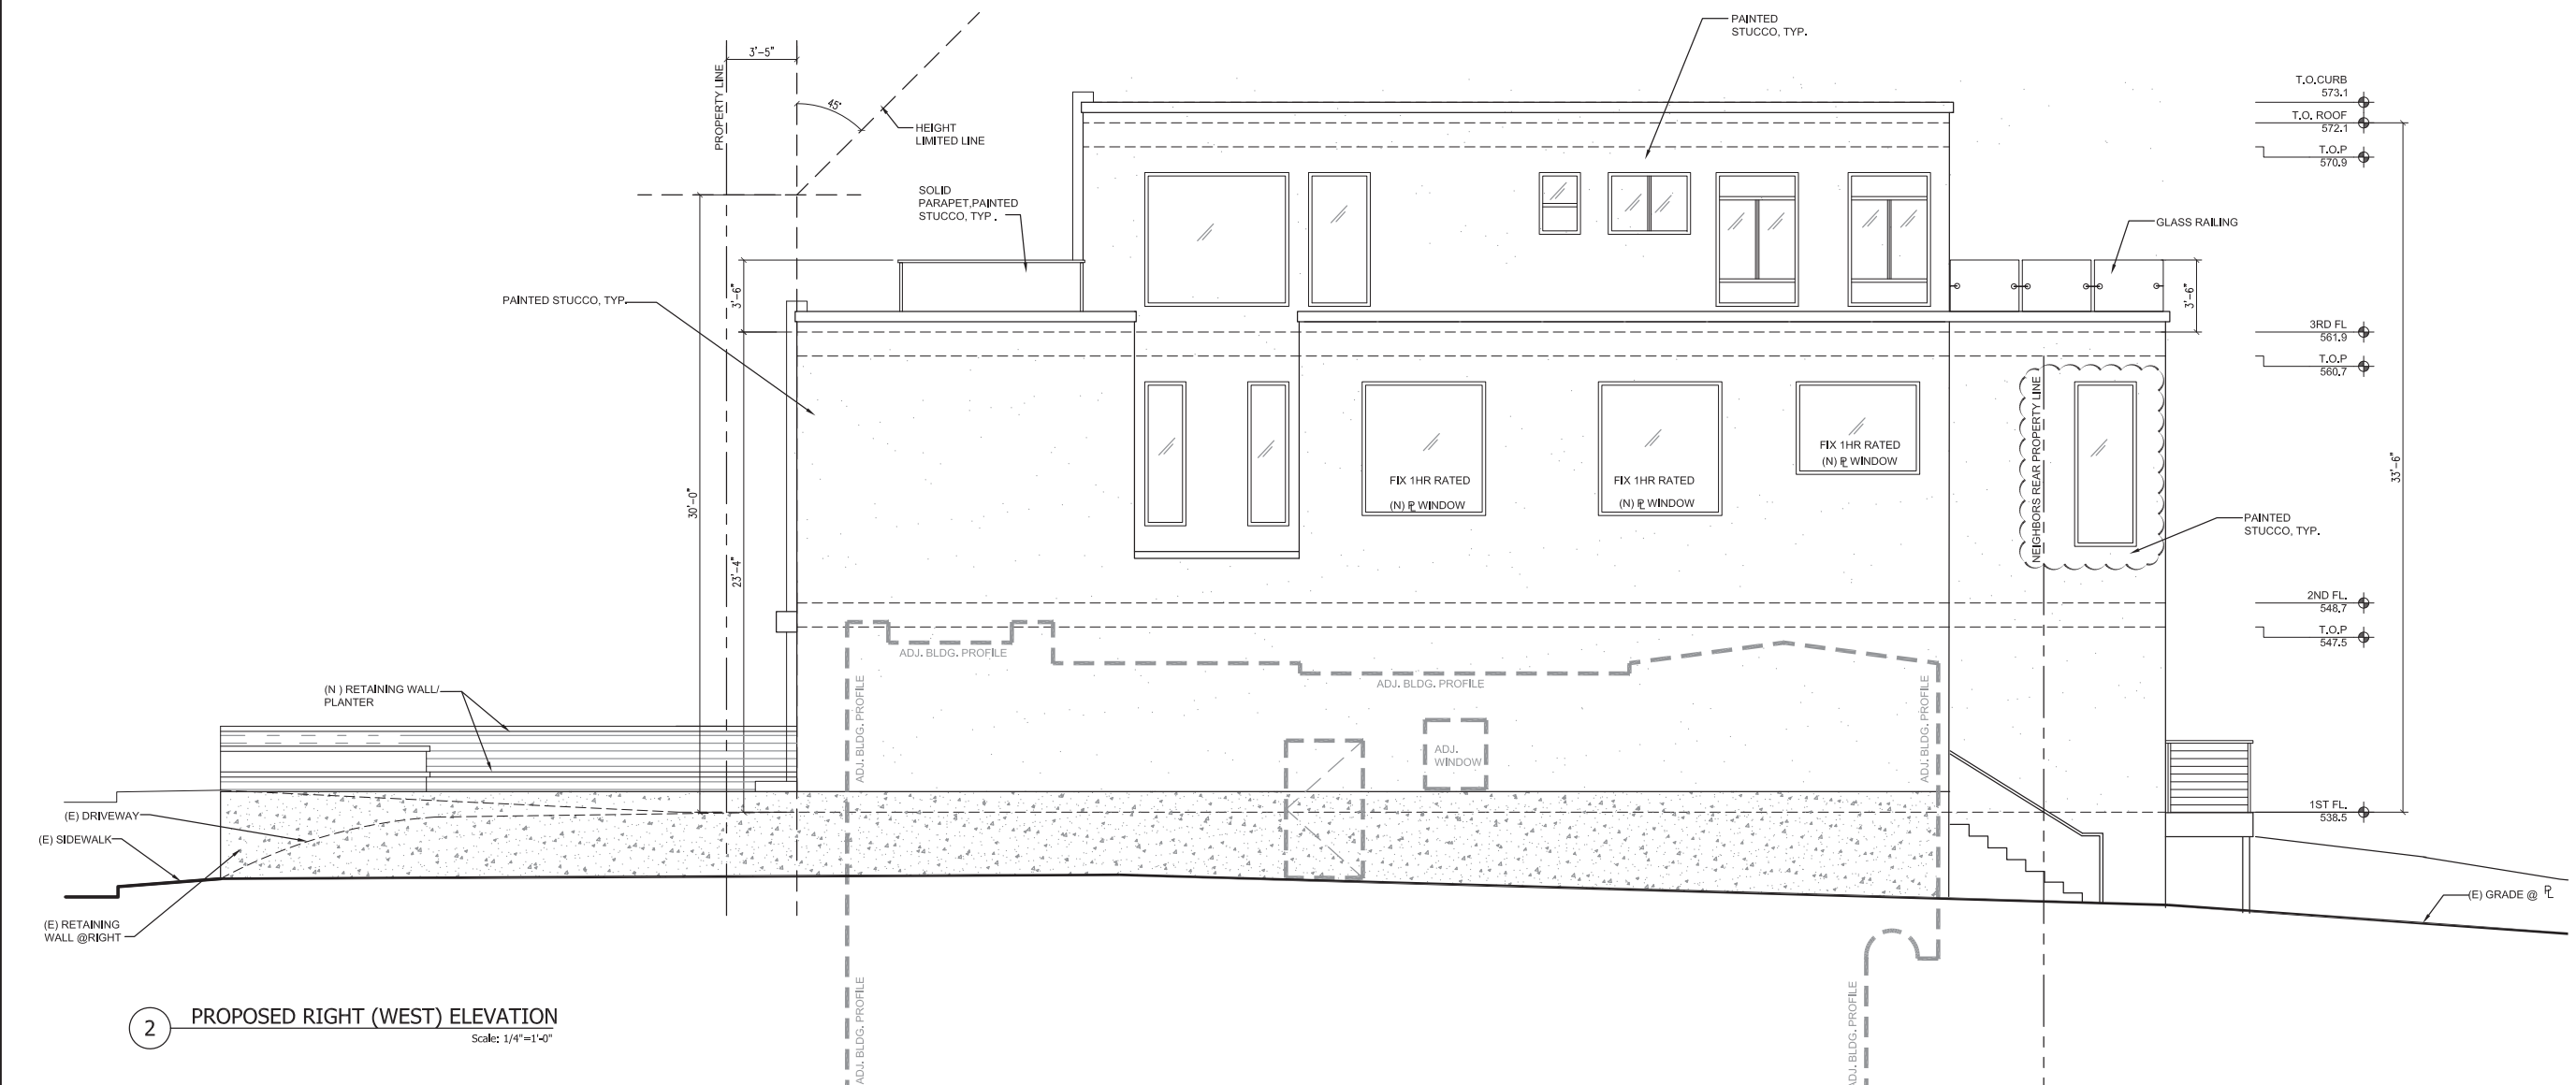 PAINTED
STUCCO, TYP.
3'-5"
PROPERTY LINE
45°
HEIGHT
LIMITED LINE
SOLID
PARAPET,PAINTED
STUCCO, TYP .
PAINTED STUCCO, TYP.
3'-6"
30'-0"
23'-4"
GLASS RAILING
3'-6"
T.O.CURB
573.1
T.O. ROOF
572.1
T.O.P
570.9
3RD FL
561.9
T.O.P
560.7
33'-6"
FIX 1HR RATED
(N) PL WINDOW
FIX 1HR RATED
(N) PL WINDOW
FIX 1HR RATED
(N) PL WINDOW
NEIGHBORS REAR PROPERTY LINE
PAINTED
STUCCO, TYP.
2ND FL.
548.7
T.O.P
547.5
ADJ. BLDG. PROFILE
ADJ. BLDG. PROFILE
ADJ. BLDG. PROFILE
ADJ. BLDG. PROFILE
ADJ.
WINDOW
(N ) RETAINING WALL/
PLANTER
1ST FL.
538.5
(E) DRIVEWAY
(E) SIDEWALK
(E) RETAINING
WALL @RIGHT
(E) GRADE @ PL
ADJ. BLDG. PROFILE
ADJ. BLDG. PROFILE
2
PROPOSED RIGHT (WEST) ELEVATION
Scale: 1/4"=1'-0"